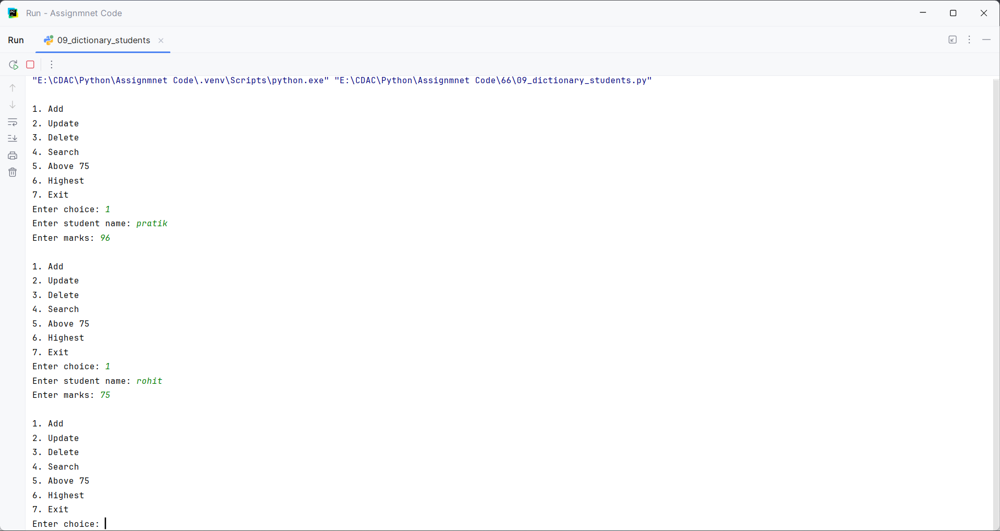 Run - Assignmnet Code
Run 09_dictionary_students
"E:\CDAC\Python\Assignmnet Code\.venv\Scripts\python.exe" "E:\CDAC\Python\Assignmnet Code\66\09_dictionary_students.py"
1. Add
2. Update
3. Delete
4. Search
5. Above 75
6. Highest
7. Exit
Enter choice: 1
Enter student name: pratik
Enter marks: 96
1. Add
2. Update
3. Delete
4. Search
5. Above 75
6. Highest
7. Exit
Enter choice: 1
Enter student name: rohit
Enter marks: 75
1. Add
2. Update
3. Delete
4. Search
5. Above 75
6. Highest
7. Exit
Enter choice: